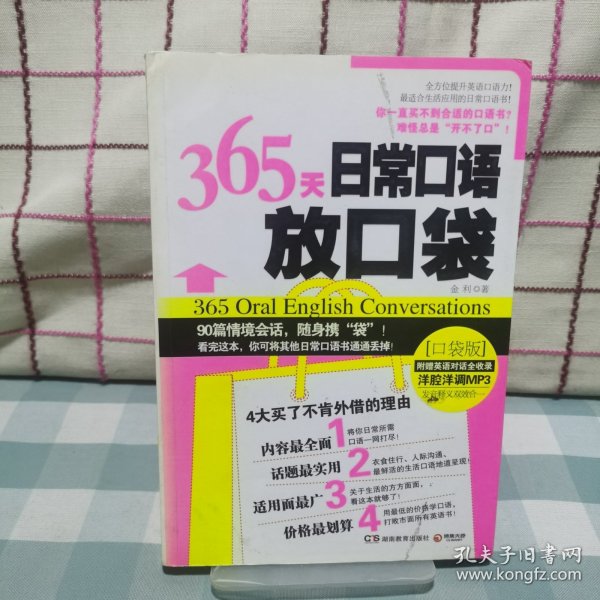 全方位提升英语口语力!
最适合生活应用的日常口语书!
你一直买不到合适的口语书?
难怪总是“开不了口”!
365天 日常口语
放口袋
金利◎著
365 Oral English Conversations
90篇情境会话，随身携“袋”!
看完这本，你可将其他日常口语书通通丢掉!
[口袋版]
附赠英语对话全收录
洋腔洋调MP3
发音释义双效合一
4大买了不肯外借的理由
内容最全面 1 将你日常所需
口语一网打尽!
话题最实用 2 衣食住行、人际沟通、
最鲜活的生活口语地道呈现!
适用面最广 3 关于生活的方方面面，
看这本就够了!
价格最划算 4 用最低的价格学口语，
打败市面所有英语书!
湖南教育出版社
孔夫子旧书网
www.kongfz.com